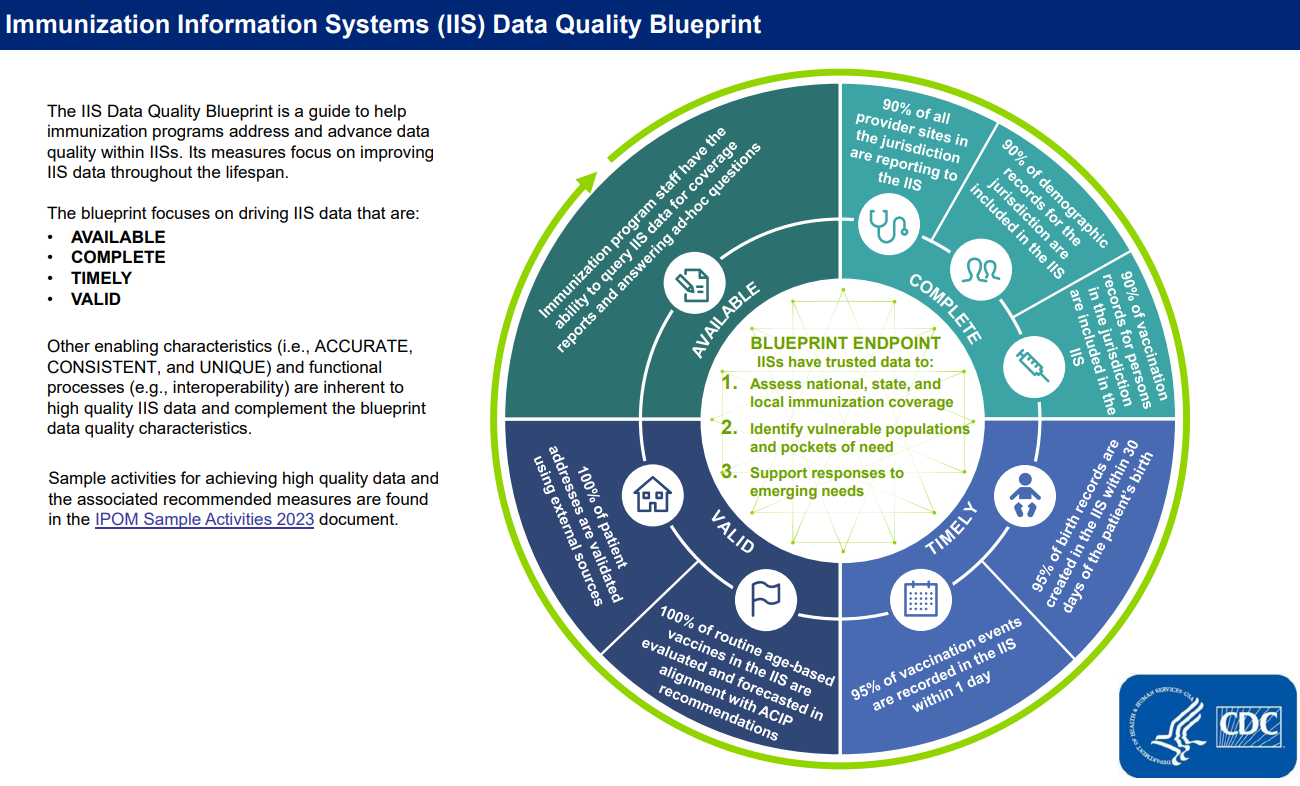 Immunization Information Systems (IIS) Data Quality Blueprint
The IIS Data Quality Blueprint is a guide to help
immunization programs address and advance data
quality within IISs. Its measures focus on improving
IIS data throughout the lifespan.
The blueprint focuses on driving IIS data that are:
• AVAILABLE
• COMPLETE
• TIMELY
• VALID
Other enabling characteristics (i.e., ACCURATE,
CONSISTENT, and UNIQUE) and functional
processes (e.g., interoperability) are inherent to
high quality IIS data and complement the blueprint
data quality characteristics.
Sample activities for achieving high quality data and
the associated recommended measures are found
in the IPOM Sample Activities 2023 document.
Immunization program staff have the
ability to query IIS data for coverage
reports and answering ad-hoc questions
AVAILABLE
90% of all
provider sites in
the jurisdiction
are reporting to
the IIS
90% of demographic
records for the
jurisdiction are
included in the IIS
90% of vaccination
records for persons
in the jurisdiction
are included in the
IIS
COMPLETE
95% of birth records are
created in the IIS within 30
days of the patient's birth
95% of vaccination events
are recorded in the IIS
within 1 day
TIMELY
100% of routine age-based
vaccines in the IIS are
evaluated and forecasted in
alignment with ACIP
recommendations
100% of patient
addresses are validated
using external sources
VALID
BLUEPRINT ENDPOINT
IISs have trusted data to:
1. Assess national, state, and
local immunization coverage
2. Identify vulnerable populations
and pockets of need
3. Support responses to
emerging needs
DEPARTMENT OF HEALTH & HUMAN SERVICES USA
CDC